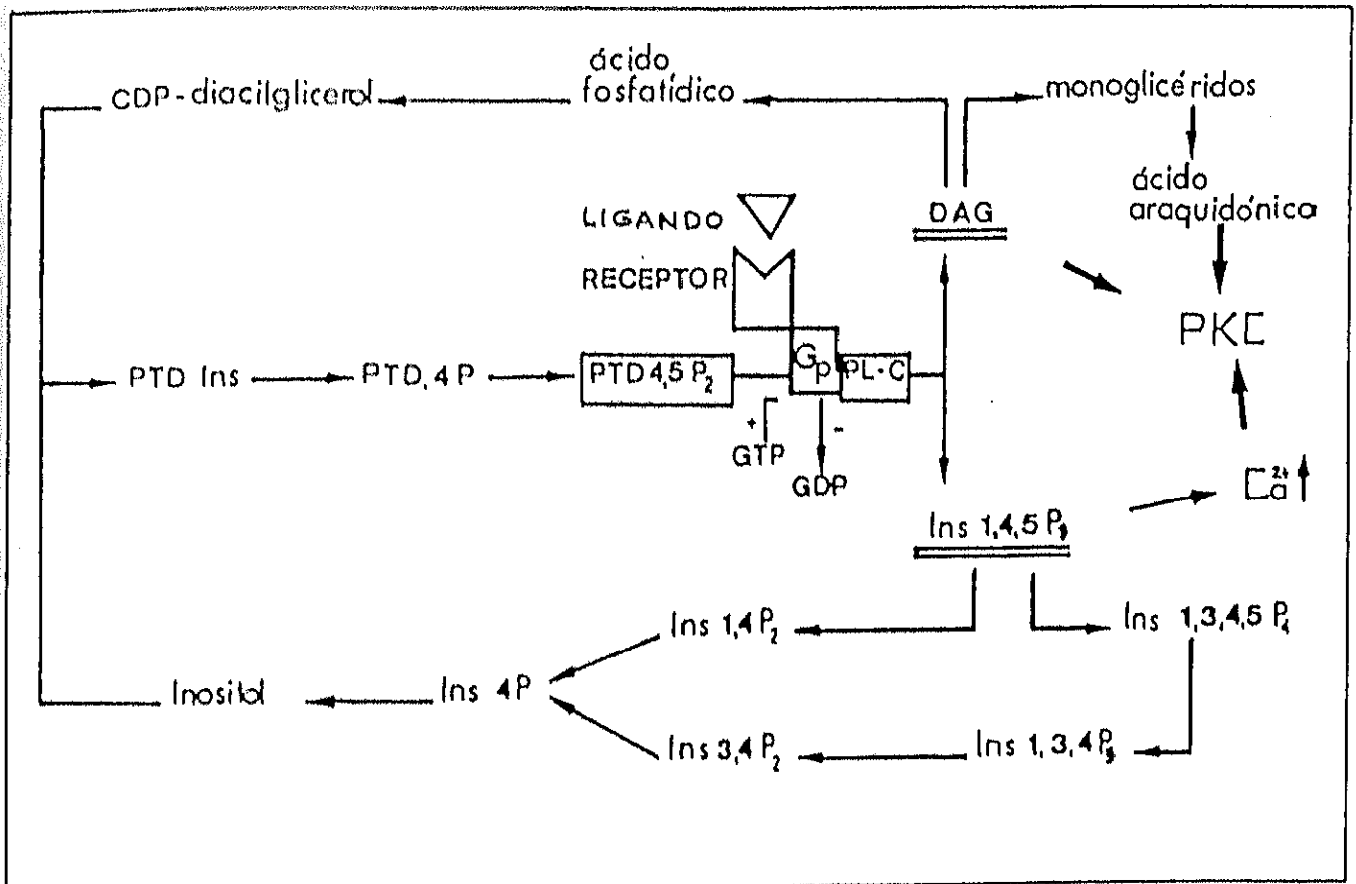 ácido
fosfatídico
CDP-diacilglicerol
monoglicéridos
ácido
araquidónica
LIGANDO
DAG
RECEPTOR
PKC
PTD Ins
PTD, 4 P
PTD 4,5 P₂
Gp
PL-C
+
GTP
-
GDP
Ca²⁺
Ins 1,4,5 P₃
Ins 1,4 P₂
Ins 1,3,4,5 P₄
Inositol
Ins 4P
Ins 3,4 P₂
Ins 1,3,4 P₃